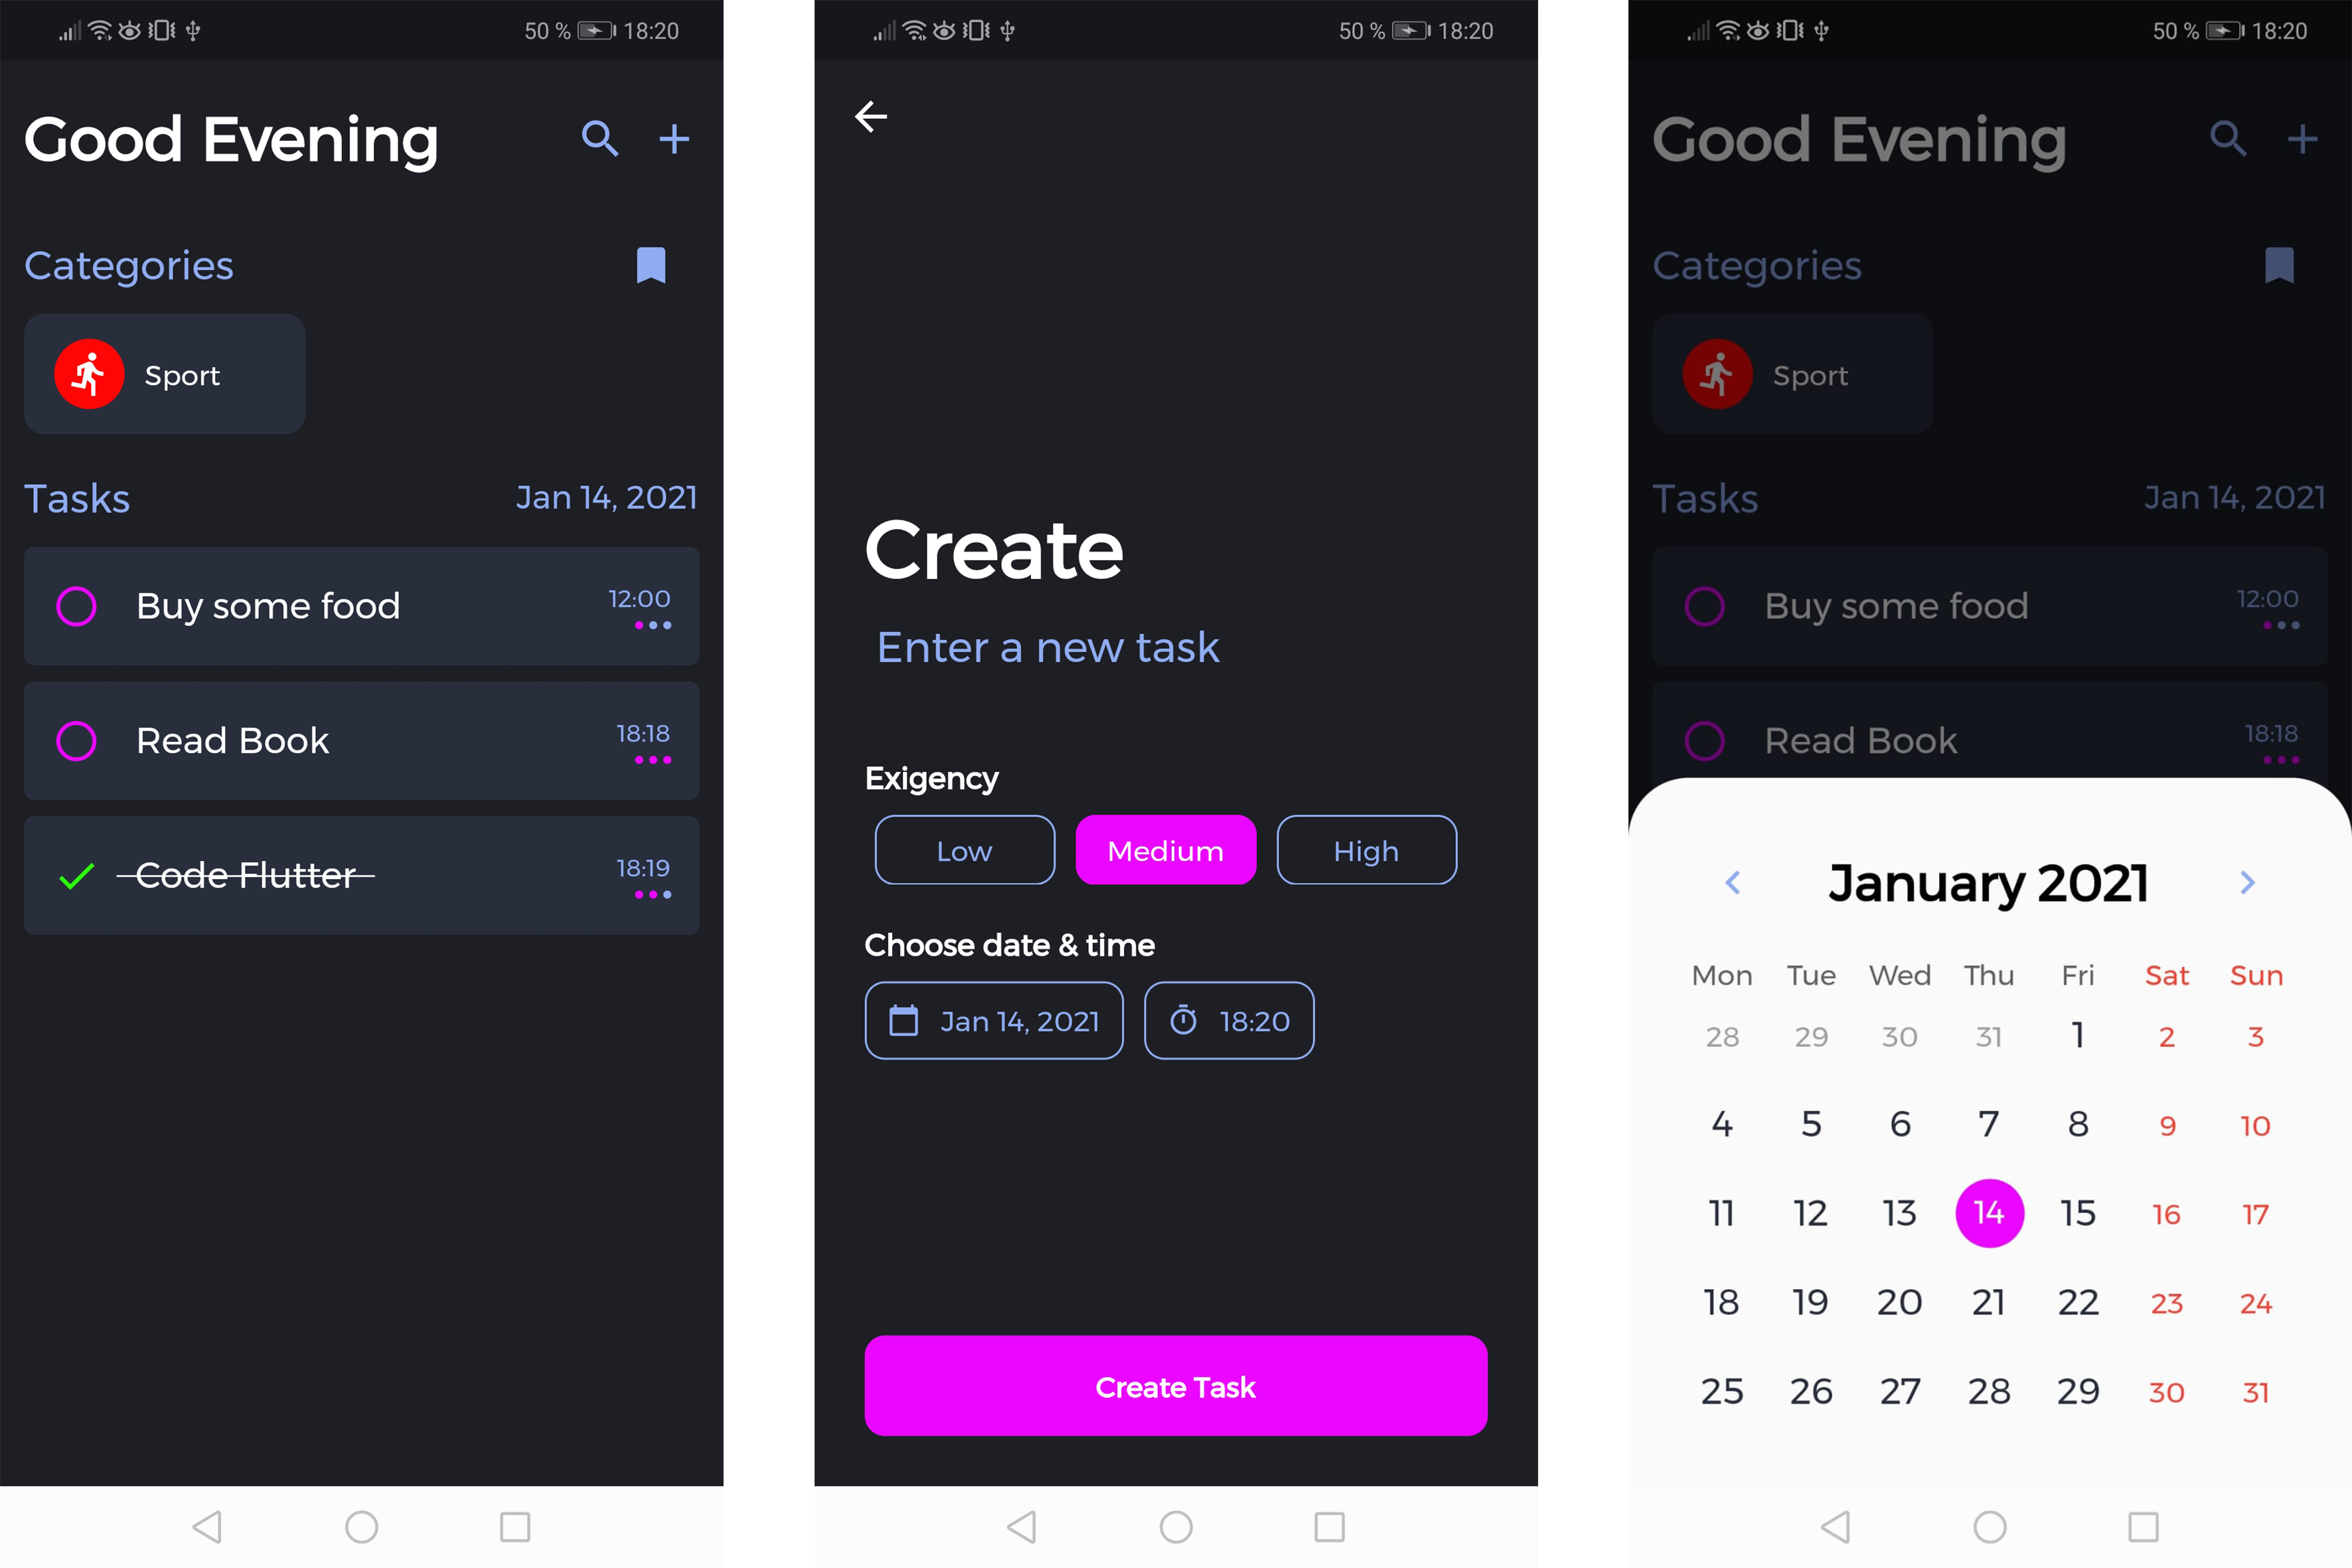 50 % 18:20
Good Evening
Categories
Sport
Tasks Jan 14, 2021
Buy some food 12:00
Read Book 18:18
Code Flutter 18:19
50 % 18:20
Create
Enter a new task
Exigency
Low Medium High
Choose date & time
Jan 14, 2021 18:20
Create Task
50 % 18:20
Good Evening
Categories
Sport
Tasks Jan 14, 2021
Buy some food 12:00
Read Book 18:18
January 2021
Mon Tue Wed Thu Fri Sat Sun
28 29 30 31 1 2 3
4 5 6 7 8 9 10
11 12 13 14 15 16 17
18 19 20 21 22 23 24
25 26 27 28 29 30 31